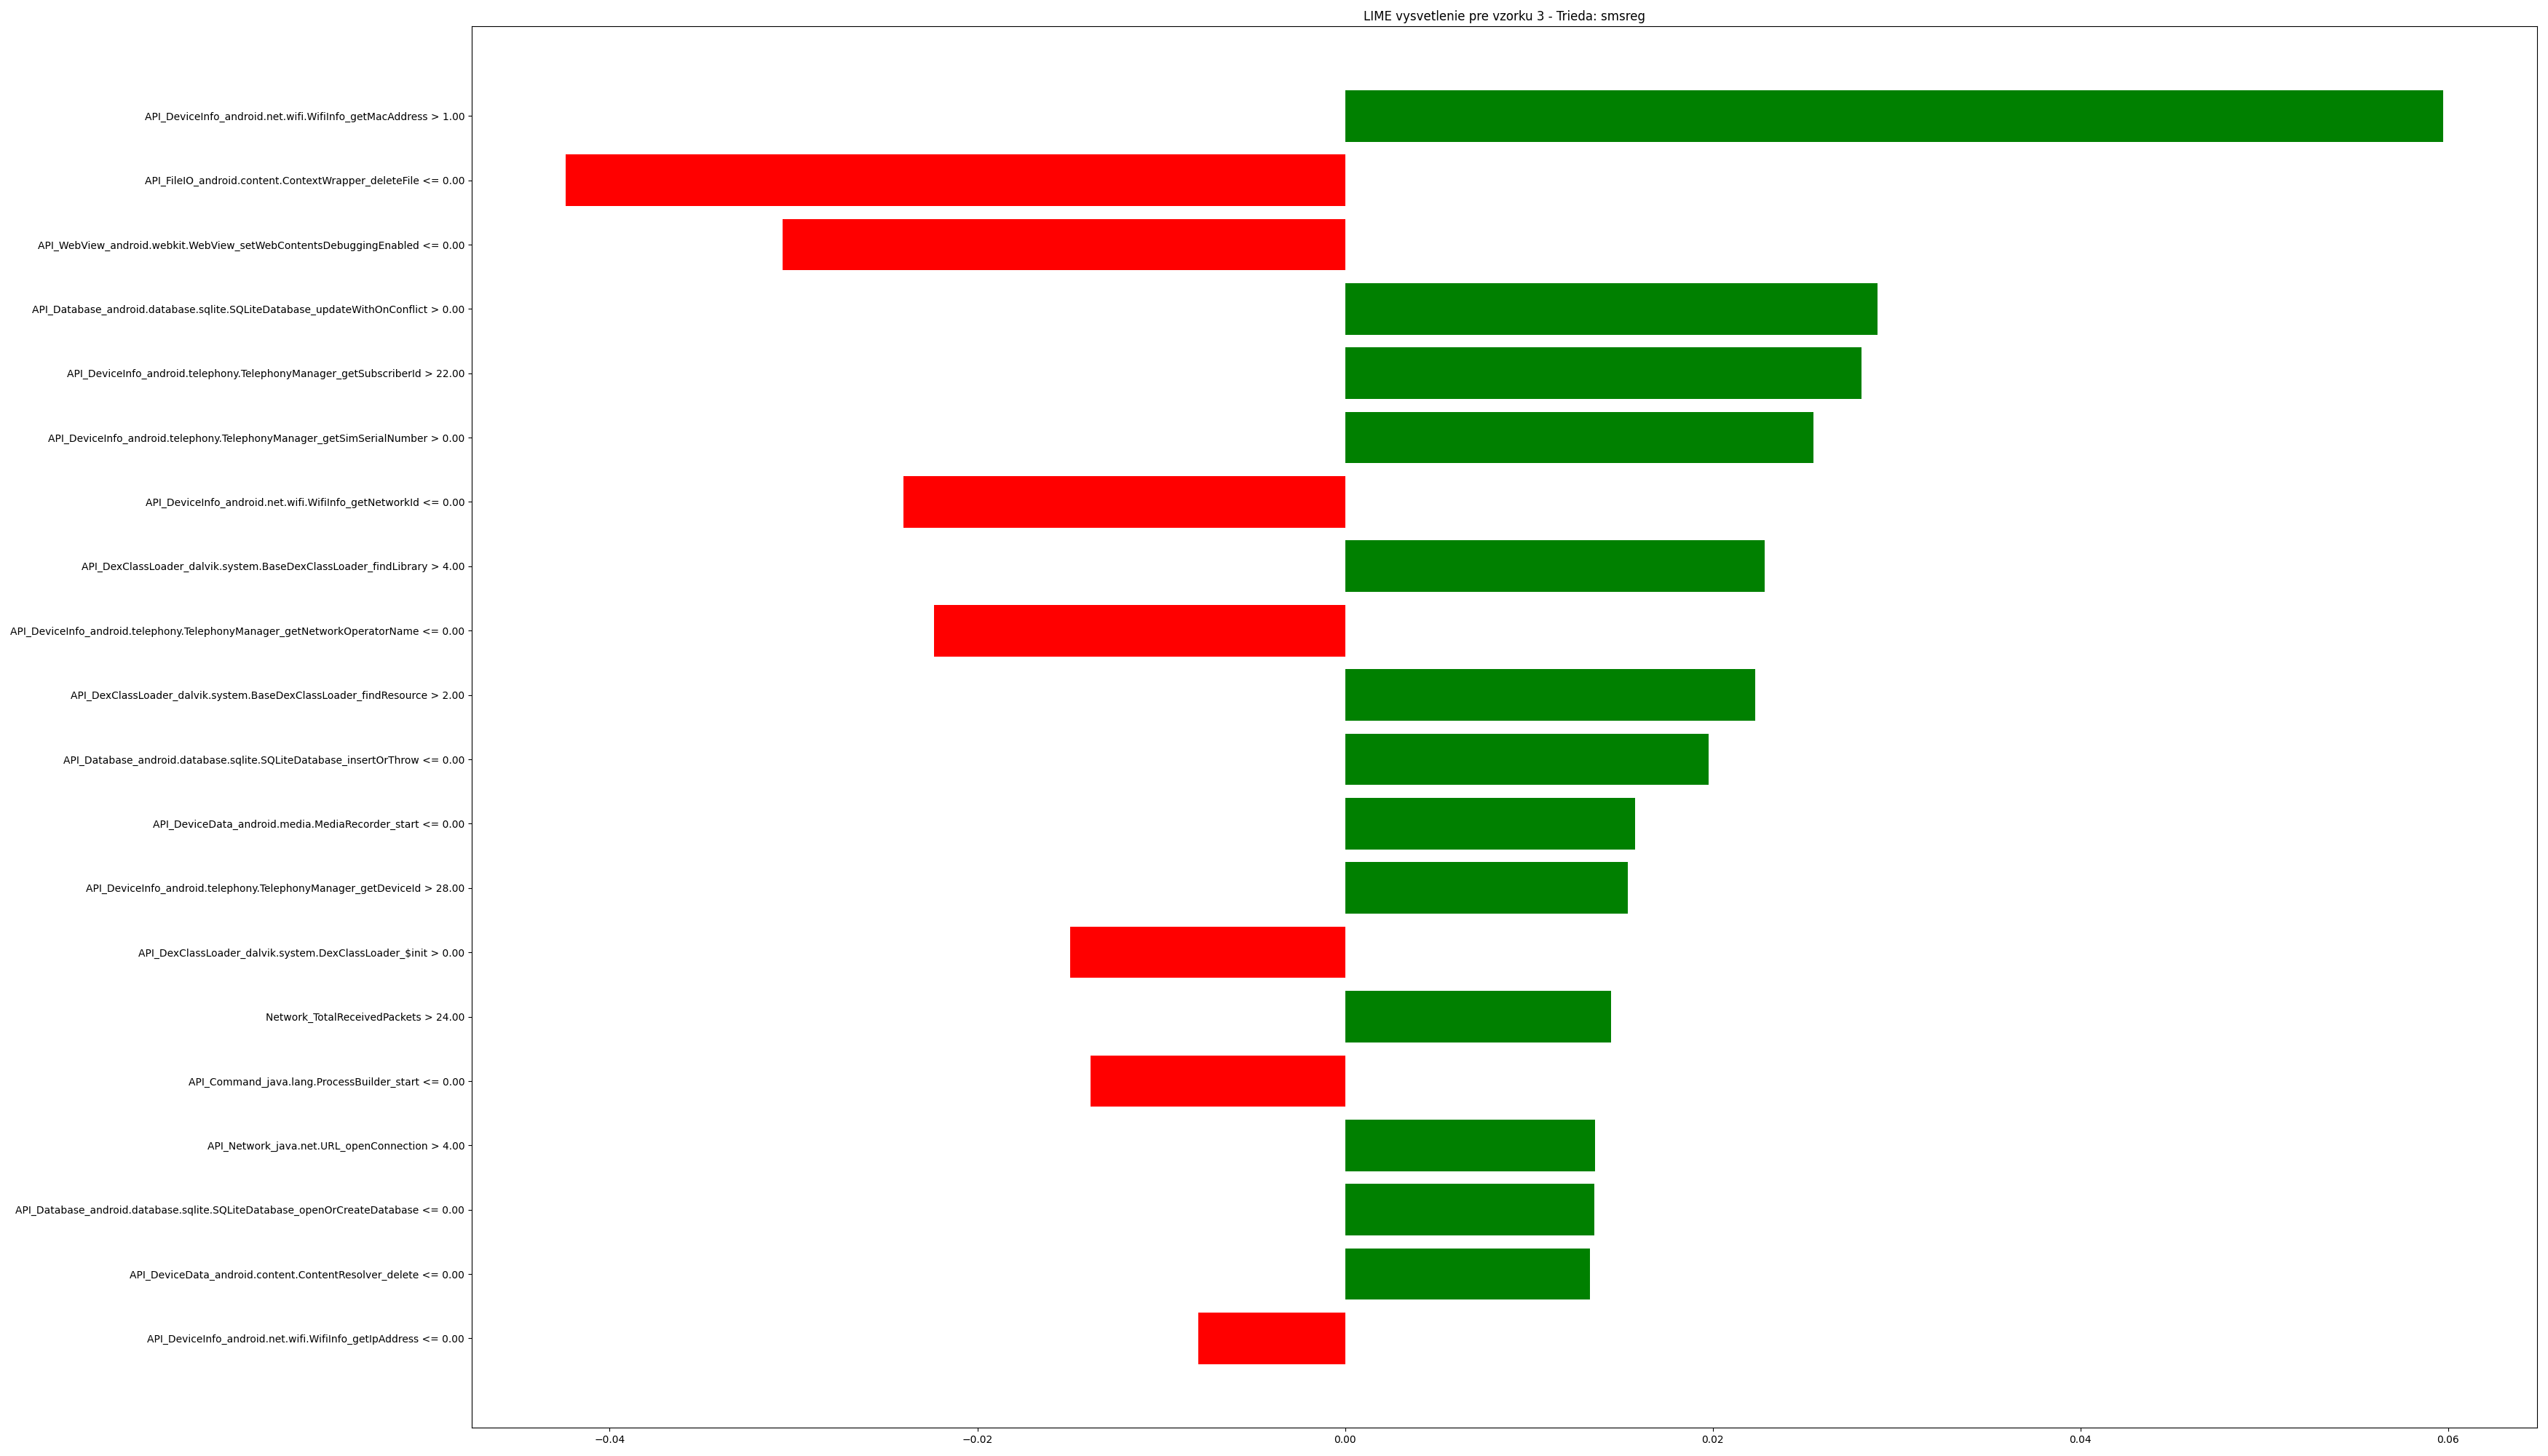 LIME vysvetlenie pre vzorku 3 - Trieda: smsreg
API_DeviceInfo_android.net.wifi.WifiInfo_getMacAddress > 1.00
API_FileIO_android.content.ContextWrapper_deleteFile <= 0.00
API_WebView_android.webkit.WebView_setWebContentsDebuggingEnabled <= 0.00
API_Database_android.database.sqlite.SQLiteDatabase_updateWithOnConflict > 0.00
API_DeviceInfo_android.telephony.TelephonyManager_getSubscriberId > 22.00
API_DeviceInfo_android.telephony.TelephonyManager_getSimSerialNumber > 0.00
API_DeviceInfo_android.net.wifi.WifiInfo_getNetworkId <= 0.00
API_DexClassLoader_dalvik.system.BaseDexClassLoader_findLibrary > 4.00
API_DeviceInfo_android.telephony.TelephonyManager_getNetworkOperatorName <= 0.00
API_DexClassLoader_dalvik.system.BaseDexClassLoader_findResource > 2.00
API_Database_android.database.sqlite.SQLiteDatabase_insertOrThrow <= 0.00
API_DeviceData_android.media.MediaRecorder_start <= 0.00
API_DeviceInfo_android.telephony.TelephonyManager_getDeviceId > 28.00
API_DexClassLoader_dalvik.system.DexClassLoader_$init > 0.00
Network_TotalReceivedPackets > 24.00
API_Command_java.lang.ProcessBuilder_start <= 0.00
API_Network_java.net.URL_openConnection > 4.00
API_Database_android.database.sqlite.SQLiteDatabase_openOrCreateDatabase <= 0.00
API_DeviceData_android.content.ContentResolver_delete <= 0.00
API_DeviceInfo_android.net.wifi.WifiInfo_getIpAddress <= 0.00
−0.04 −0.02 0.00 0.02 0.04 0.06